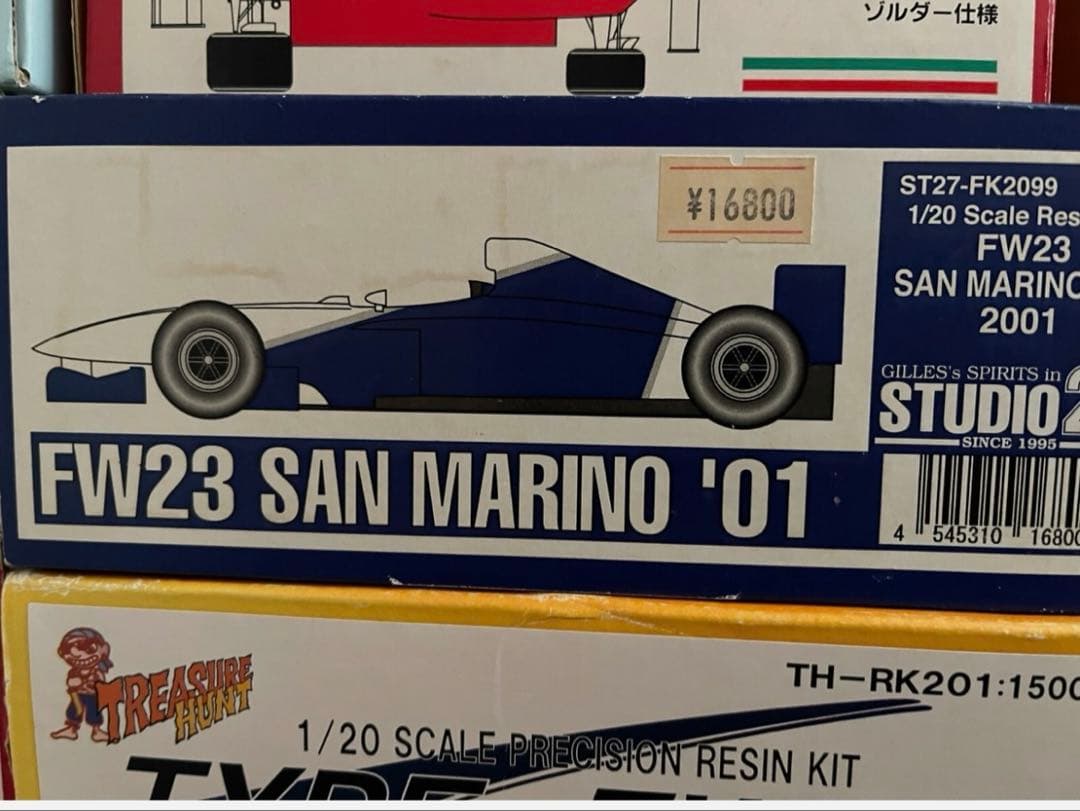 ゾルダー仕様
¥16800
ST27-FK2099
1/20 Scale Res
FW23
SAN MARINO
2001
GILLES's SPIRITS in
STUDIO
SINCE 1995
4 545310 16800
FW23 SAN MARINO '01
TREASURE
HUNT
TH-RK201:1500
1/20 SCALE PRECISION RESIN KIT
TYPE